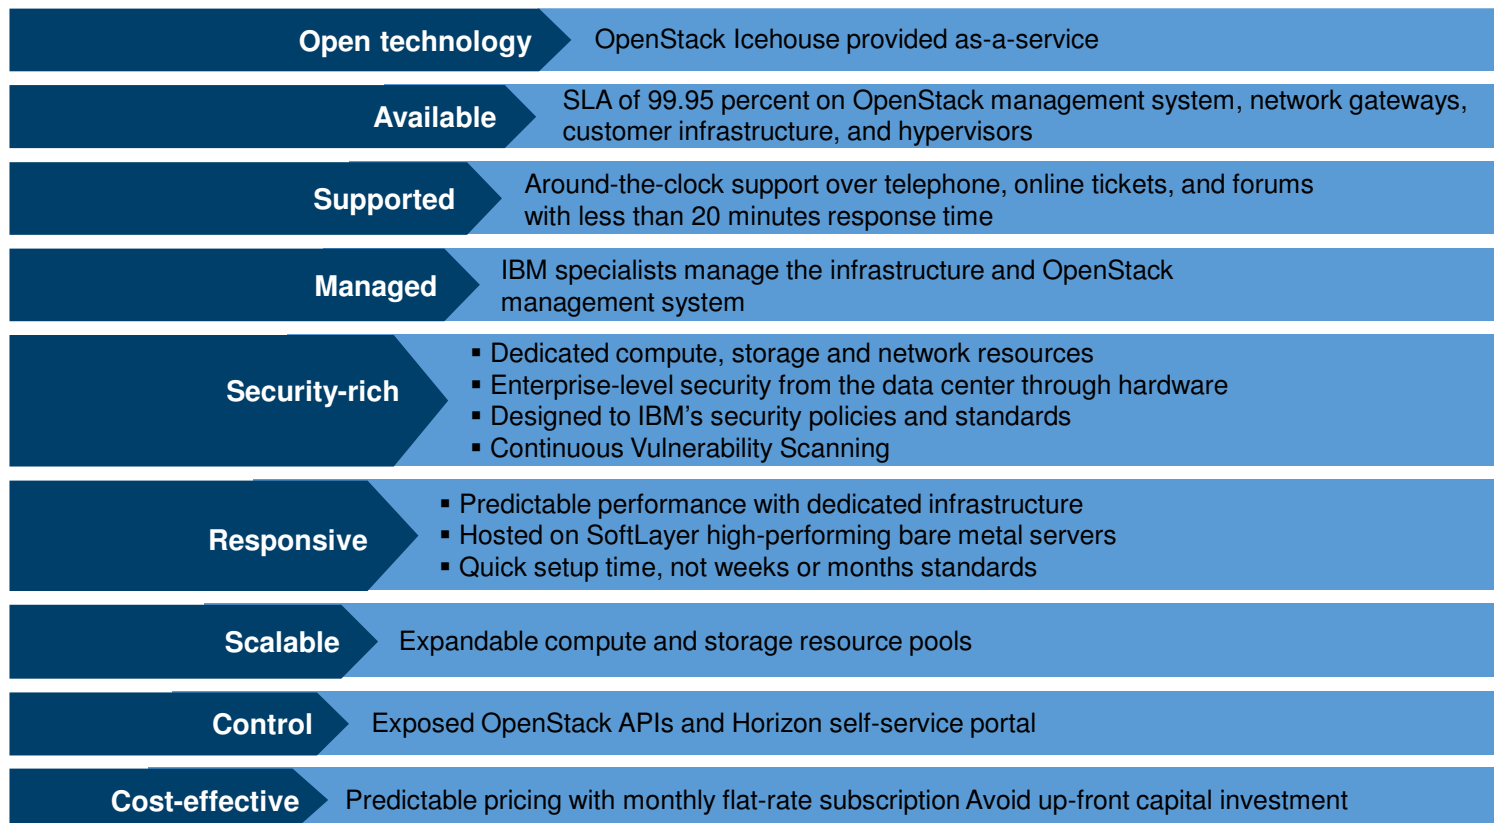 Open technology
OpenStack Icehouse provided as-a-service
Available
SLA of 99.95 percent on OpenStack management system, network gateways,
customer infrastructure, and hypervisors
Supported
Around-the-clock support over telephone, online tickets, and forums
with less than 20 minutes response time
Managed
IBM specialists manage the infrastructure and OpenStack
management system
Security-rich
▪ Dedicated compute, storage and network resources
▪ Enterprise-level security from the data center through hardware
▪ Designed to IBM’s security policies and standards
▪ Continuous Vulnerability Scanning
Responsive
▪ Predictable performance with dedicated infrastructure
▪ Hosted on SoftLayer high-performing bare metal servers
▪ Quick setup time, not weeks or months standards
Scalable
Expandable compute and storage resource pools
Control
Exposed OpenStack APIs and Horizon self-service portal
Cost-effective
Predictable pricing with monthly flat-rate subscription Avoid up-front capital investment